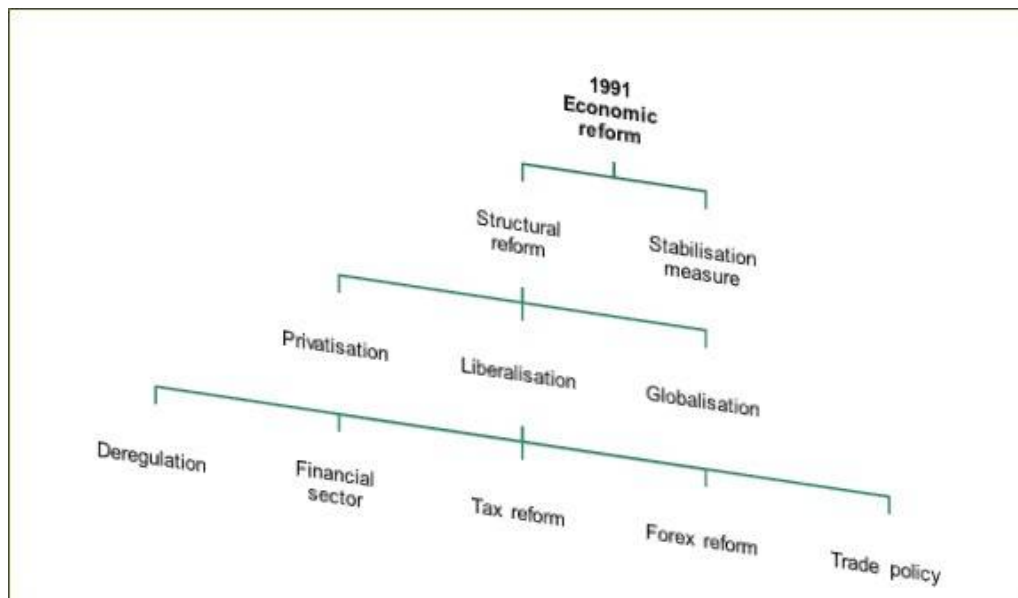 1991
Economic
reform
Structural
reform
Stabilisation
measure
Privatisation
Liberalisation
Globalisation
Deregulation
Financial
sector
Tax reform
Forex reform
Trade policy